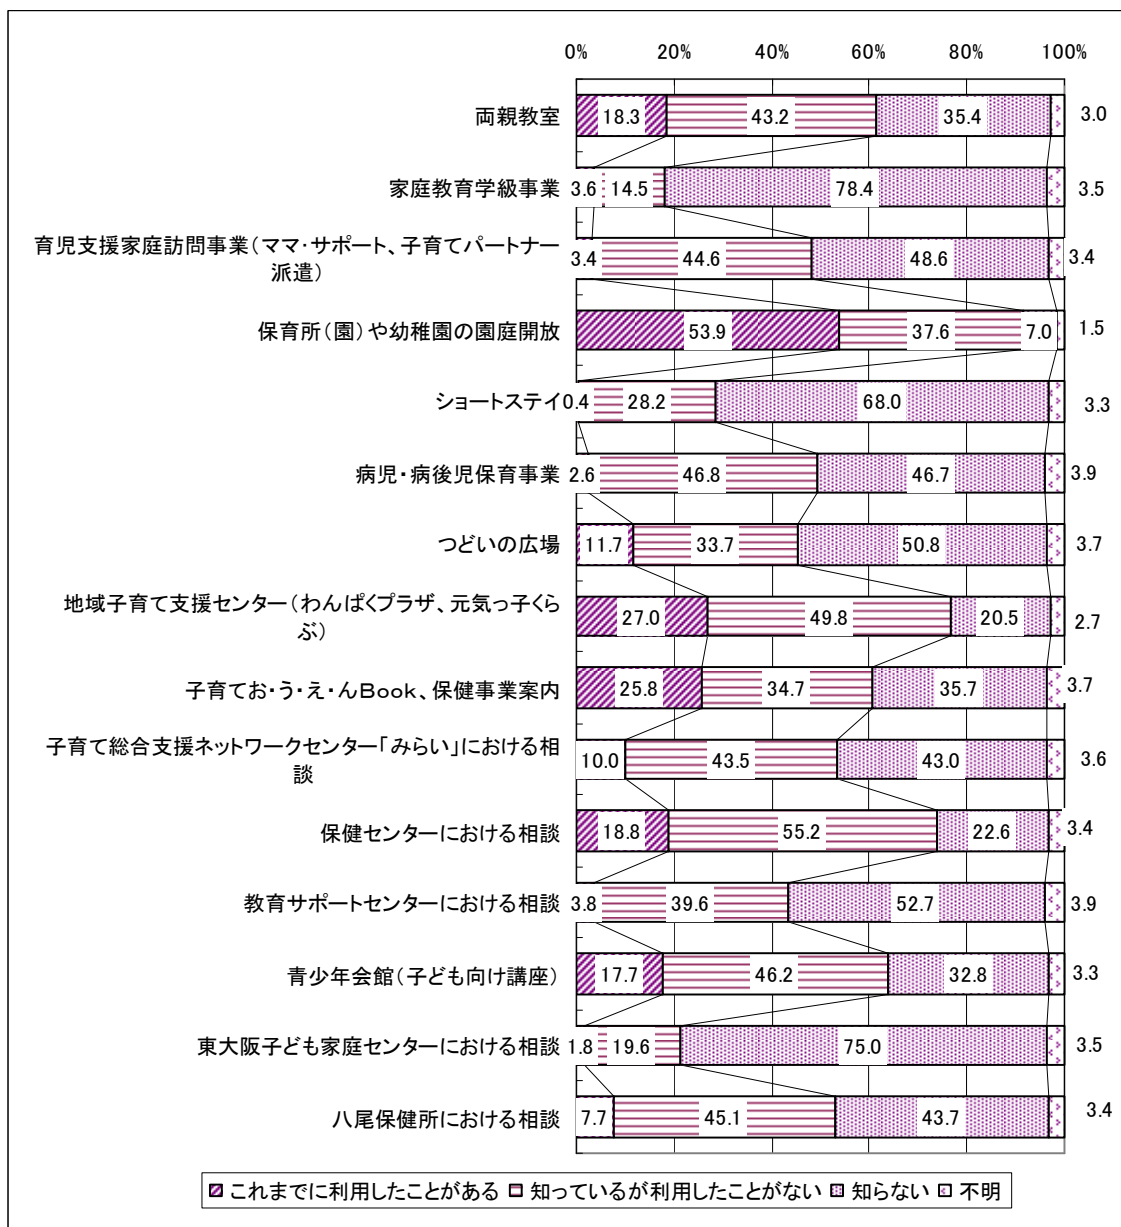 0% 20% 40% 60% 80% 100%
両親教室 18.3 43.2 35.4 3.0
家庭教育学級事業 3.6 14.5 78.4 3.5
育児支援家庭訪問事業(ママ・サポート、子育てパートナー
派遣) 3.4 44.6 48.6 3.4
保育所(園)や幼稚園の園庭開放 53.9 37.6 7.0 1.5
ショートステイ 0.4 28.2 68.0 3.3
病児・病後児保育事業 2.6 46.8 46.7 3.9
つどいの広場 11.7 33.7 50.8 3.7
地域子育て支援センター(わんぱくプラザ、元気っ子くら
ぶ) 27.0 49.8 20.5 2.7
子育てお・う・え・んBook、保健事業案内 25.8 34.7 35.7 3.7
子育て総合支援ネットワークセンター「みらい」における相
談 10.0 43.5 43.0 3.6
保健センターにおける相談 18.8 55.2 22.6 3.4
教育サポートセンターにおける相談 3.8 39.6 52.7 3.9
青少年会館(子ども向け講座) 17.7 46.2 32.8 3.3
東大阪子ども家庭センターにおける相談 1.8 19.6 75.0 3.5
八尾保健所における相談 7.7 45.1 43.7 3.4
これまでに利用したことがある 知っているが利用したことがない 知らない 不明